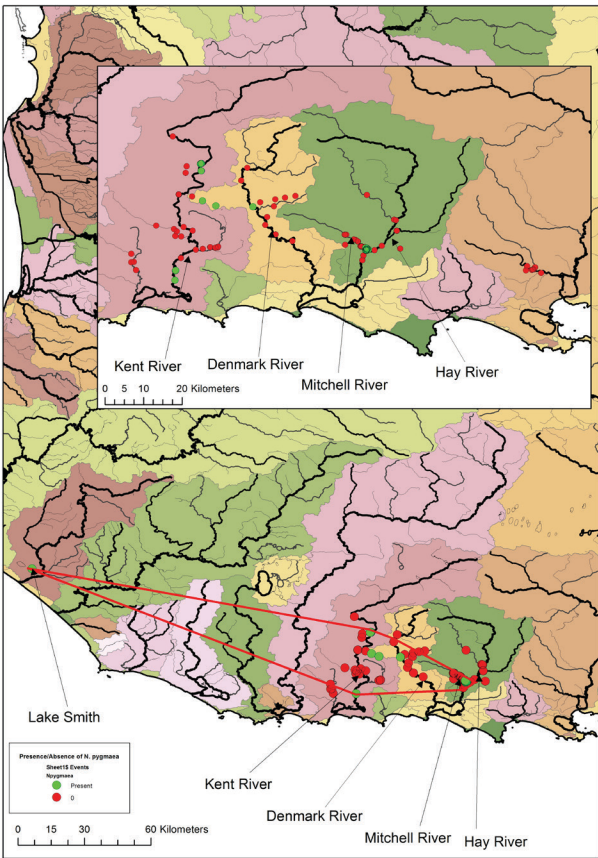 Kent River
Denmark River
Mitchell River
Hay River
0 5 10 20 Kilometers
Lake Smith
Kent River
Denmark River
Mitchell River
Hay River
Presence/Absence of N. pygmaea
Sheet1$ Events
Npygmaea
Present
0
0 15 30 60 Kilometers